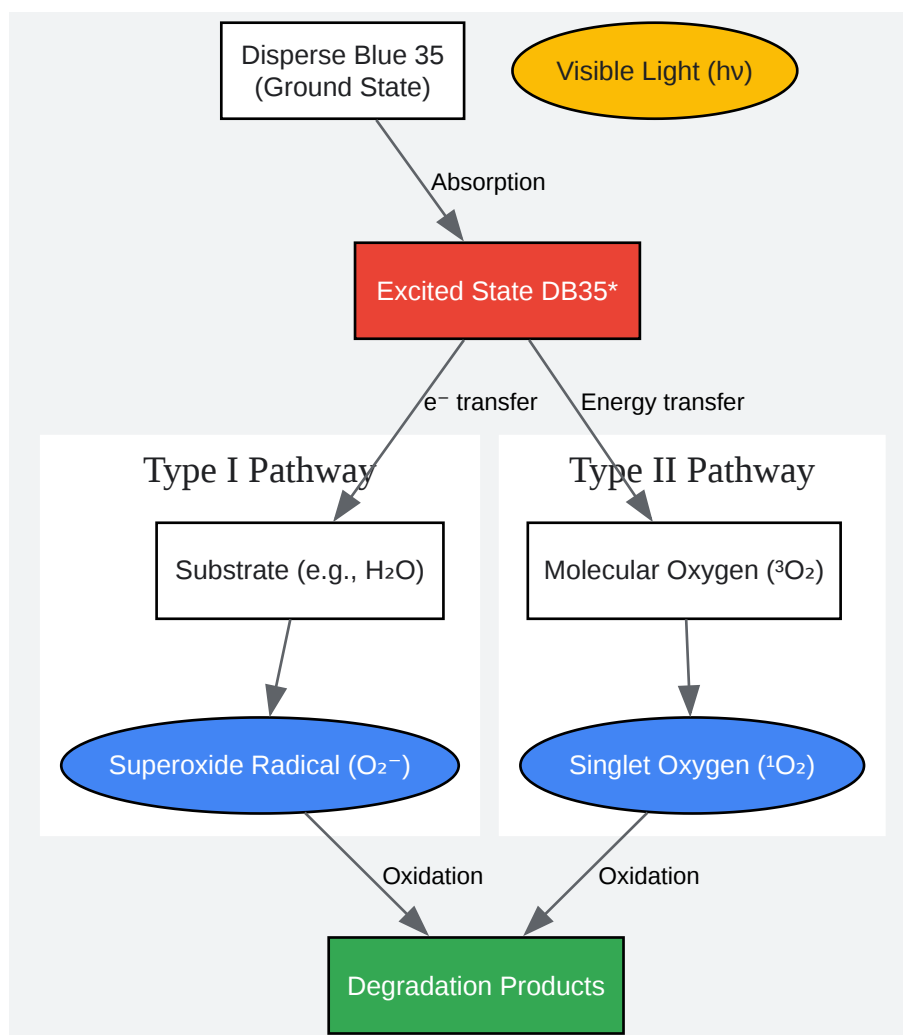 Disperse Blue 35
(Ground State)
Visible Light (hν)
Absorption
Excited State DB35*
e⁻ transfer
Energy transfer
Type I Pathway
Type II Pathway
Substrate (e.g., H₂O)
Molecular Oxygen (³O₂)
Superoxide Radical (O₂⁻)
Singlet Oxygen (¹O₂)
Oxidation
Oxidation
Degradation Products